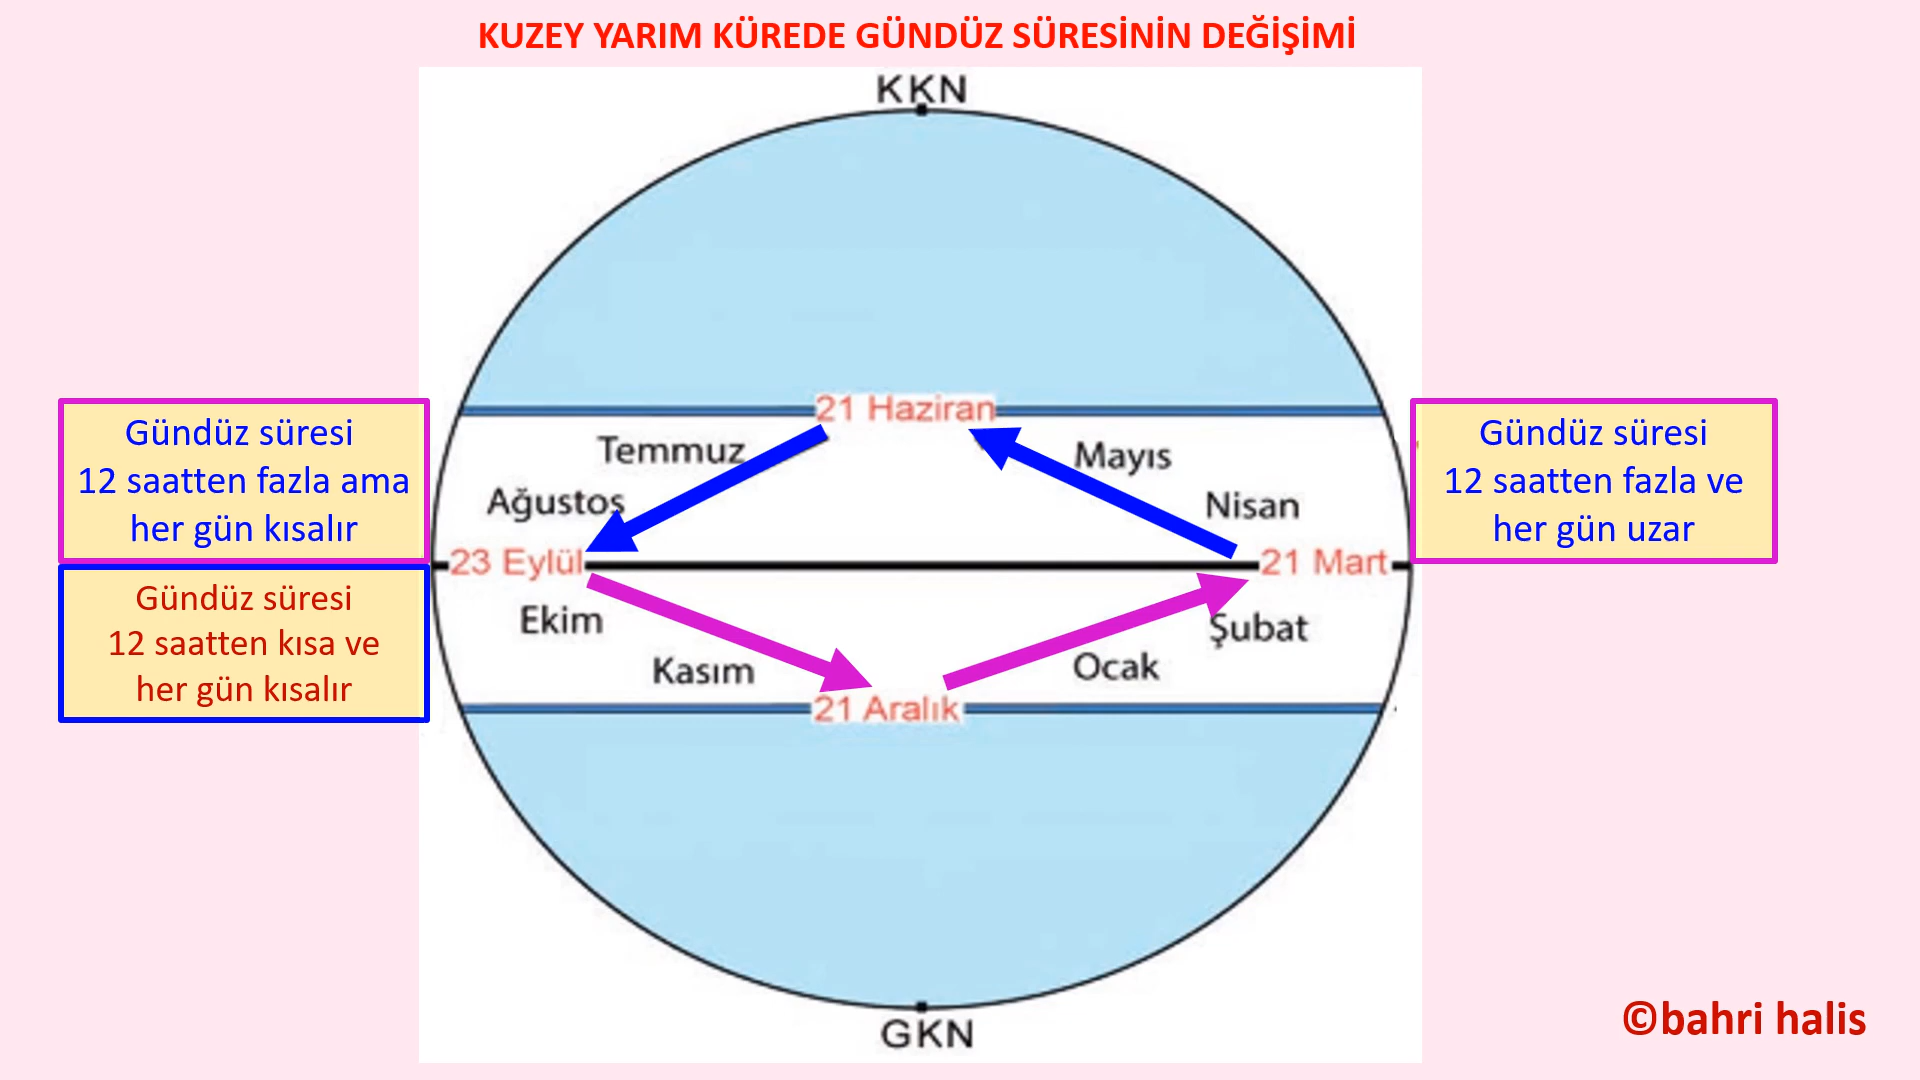 KUZEY YARIM KÜREDE GÜNDÜZ SÜRESİNİN DEĞİŞİMİ
KKN
21 Haziran
Temmuz
Mayıs
Ağustos
Nisan
23 Eylül
21 Mart
Ekim
Şubat
Kasım
Ocak
21 Aralık
GKN
Gündüz süresi
12 saatten fazla ama
her gün kısalır
Gündüz süresi
12 saatten kısa ve
her gün kısalır
Gündüz süresi
12 saatten fazla ve
her gün uzar
©bahri halis